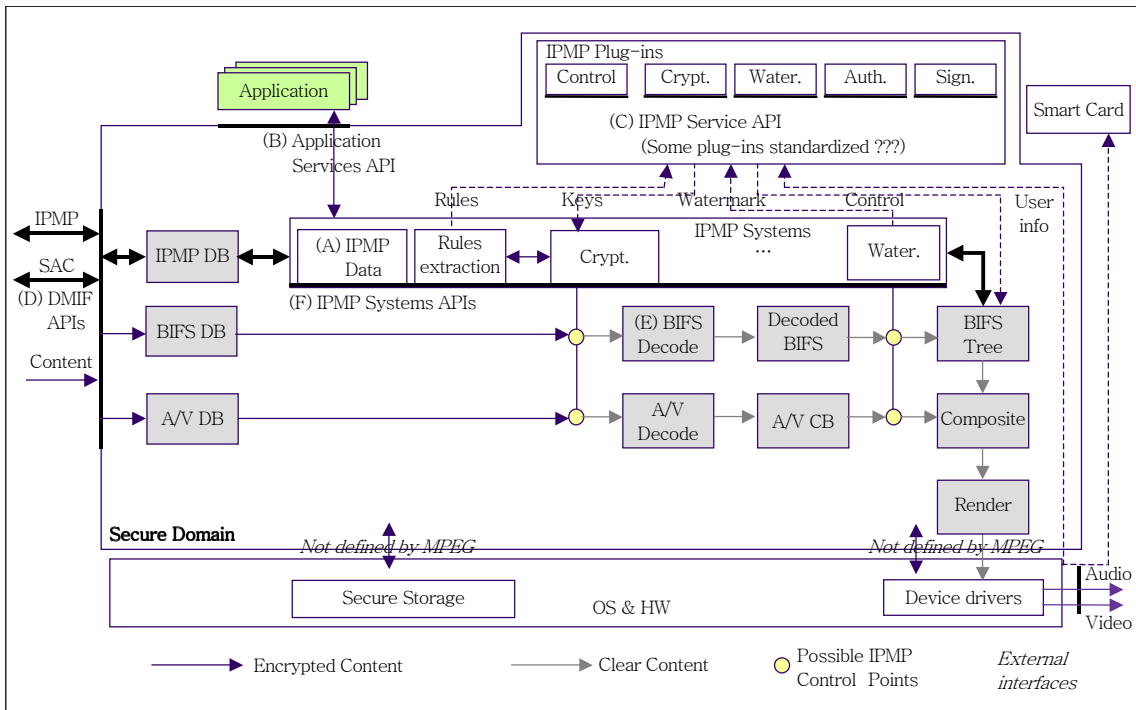 IPMP Plug-ins
Control
Crypt.
Water.
Auth.
Sign.
Application
Smart Card
(B) Application
Services API
(C) IPMP Service API
(Some plug-ins standardized ???)
Rules
Keys
Watermark
Control
User
info
IPMP
SAC
(D) DMIF
APIs
Content
IPMP DB
(A) IPMP
Data
Rules
extraction
Crypt.
IPMP Systems
...
Water.
(F) IPMP Systems APIs
BIFS DB
(E) BIFS
Decode
Decoded
BIFS
BIFS
Tree
A/V DB
A/V
Decode
A/V CB
Composite
Render
Secure Domain
Not defined by MPEG
Not defined by MPEG
Secure Storage
OS & HW
Device drivers
Audio
Video
Encrypted Content
Clear Content
Possible IPMP
Control Points
External
interfaces